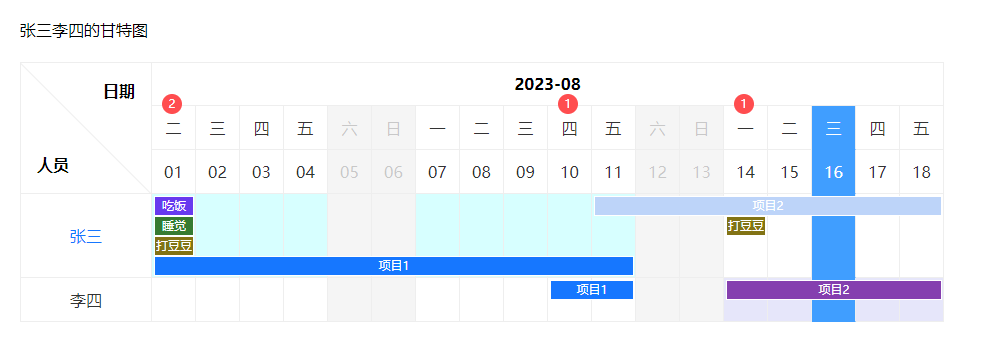 张三李四的甘特图
日期
2023-08
人员
2 1 1
二 三 四 五 六 日 一 二 三 四 五 六 日 一 二 三 四 五
01 02 03 04 05 06 07 08 09 10 11 12 13 14 15 16 17 18
张三
吃饭 项目2
睡觉 打豆豆
打豆豆
项目1
李四
项目1 项目2